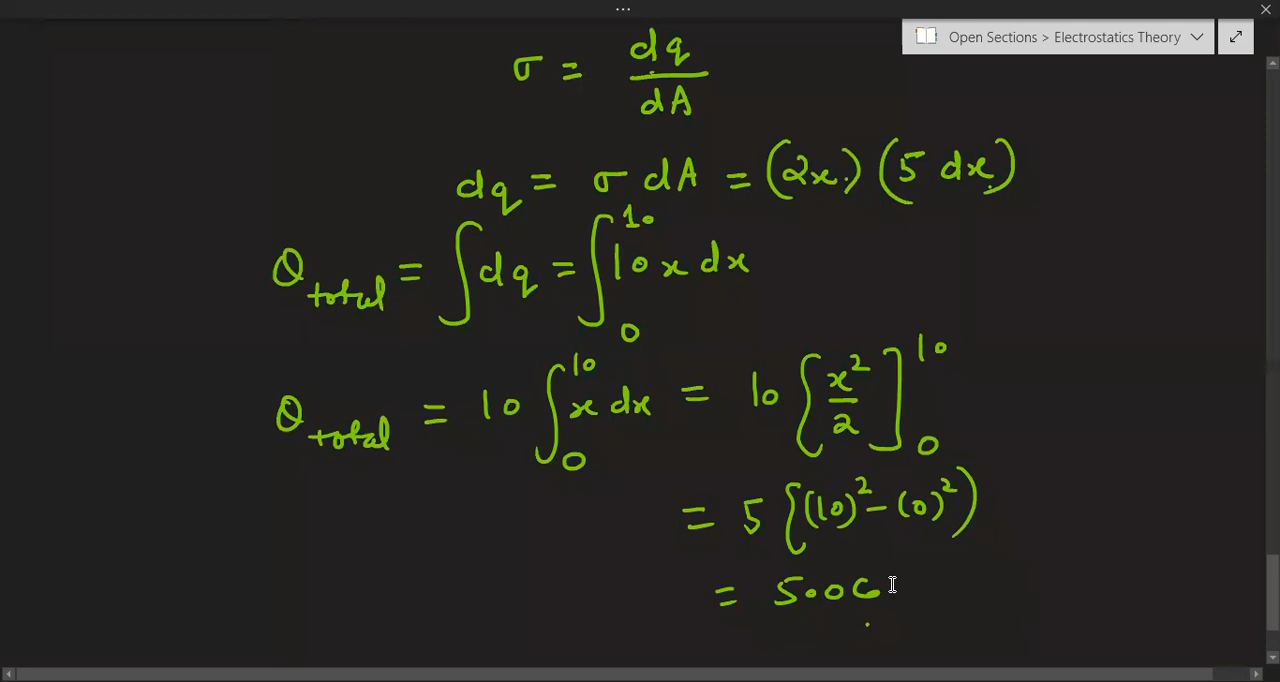 ...
Open Sections > Electrostatics Theory
σ = dq/dA
dq = σ dA = (2x) (5 dx)
Q_total = ∫ dq = ∫_0^10 10x dx
Q_total = 10 ∫_0^10 x dx = 10 [x²/2]_0^10
= 5 {(10)² - (0)²)
= 500C